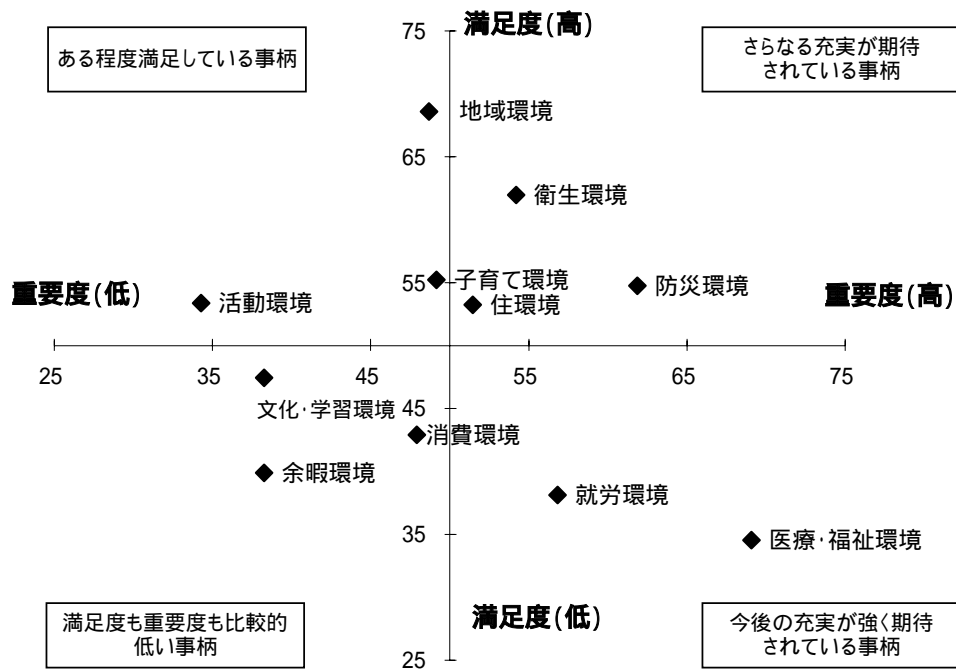 満足度(高)
75
ある程度満足している事柄
さらなる充実が期待
されている事柄
地域環境
65
衛生環境
55
子育て環境
防災環境
重要度(低)
活動環境
住環境
重要度(高)
25
35
45
55
65
75
文化・学習環境
45
消費環境
余暇環境
就労環境
35
医療・福祉環境
満足度も重要度も比較的
低い事柄
満足度(低)
今後の充実が強く期待
されている事柄
25